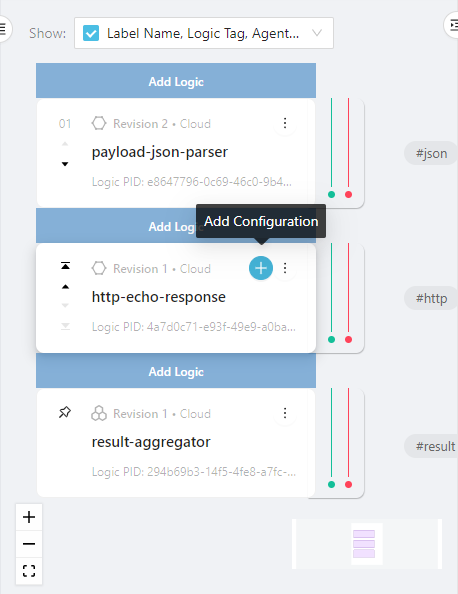 Show: Label Name, Logic Tag, Agent...
Add Logic
01 Revision 2 • Cloud
payload-json-parser
Logic PID: e8647796-0c69-46c0-9b4...
#json
Add Logic
Add Configuration
Revision 1 • Cloud
http-echo-response
Logic PID: 4a7d0c71-e93f-49e9-a0ba...
#http
Add Logic
Revision 1 • Cloud
result-aggregator
Logic PID: 294b69b3-14f5-4fe8-a7fc-...
#result